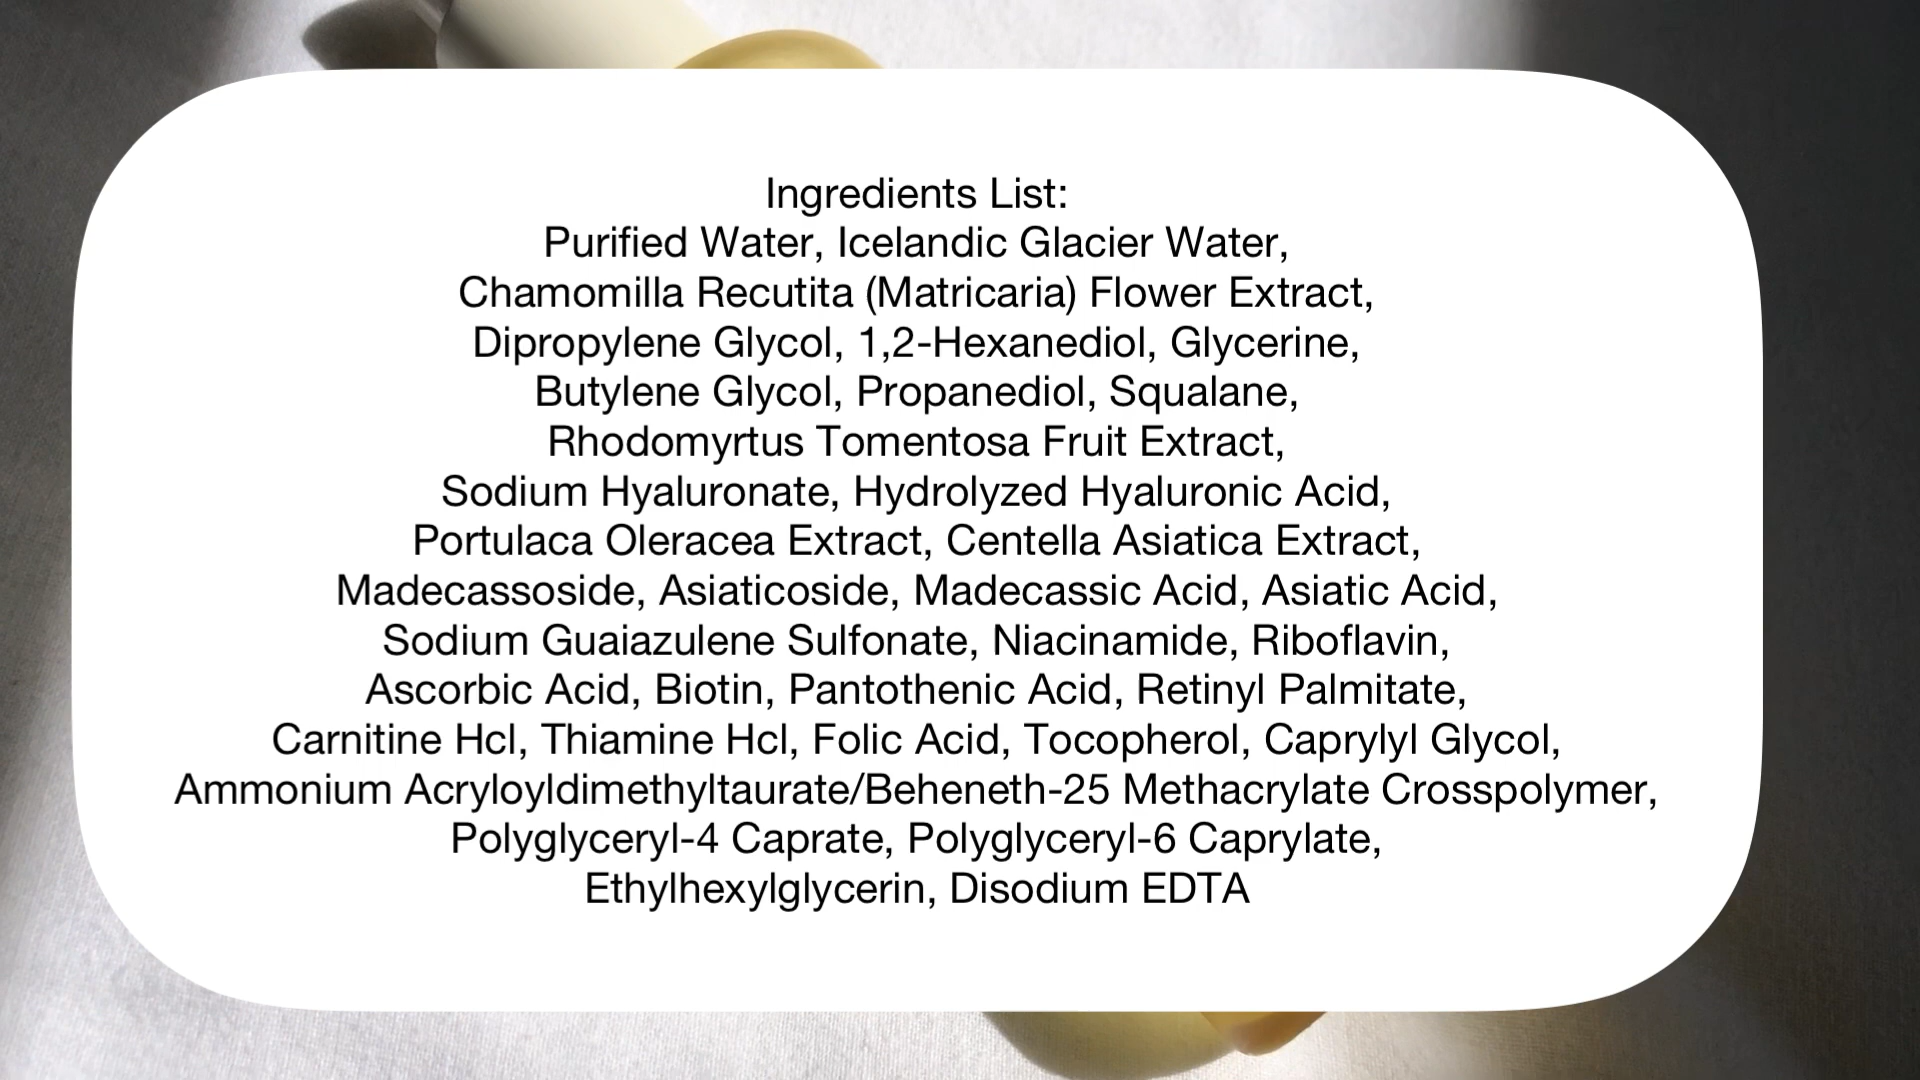 Ingredients List:
Purified Water, Icelandic Glacier Water,
Chamomilla Recutita (Matricaria) Flower Extract,
Dipropylene Glycol, 1,2-Hexanediol, Glycerine,
Butylene Glycol, Propanediol, Squalane,
Rhodomyrtus Tomentosa Fruit Extract,
Sodium Hyaluronate, Hydrolyzed Hyaluronic Acid,
Portulaca Oleracea Extract, Centella Asiatica Extract,
Madecassoside, Asiaticoside, Madecassic Acid, Asiatic Acid,
Sodium Guaiazulene Sulfonate, Niacinamide, Riboflavin,
Ascorbic Acid, Biotin, Pantothenic Acid, Retinyl Palmitate,
Carnitine Hcl, Thiamine Hcl, Folic Acid, Tocopherol, Caprylyl Glycol,
Ammonium Acryloyldimethyltaurate/Beheneth-25 Methacrylate Crosspolymer,
Polyglyceryl-4 Caprate, Polyglyceryl-6 Caprylate,
Ethylhexylglycerin, Disodium EDTA